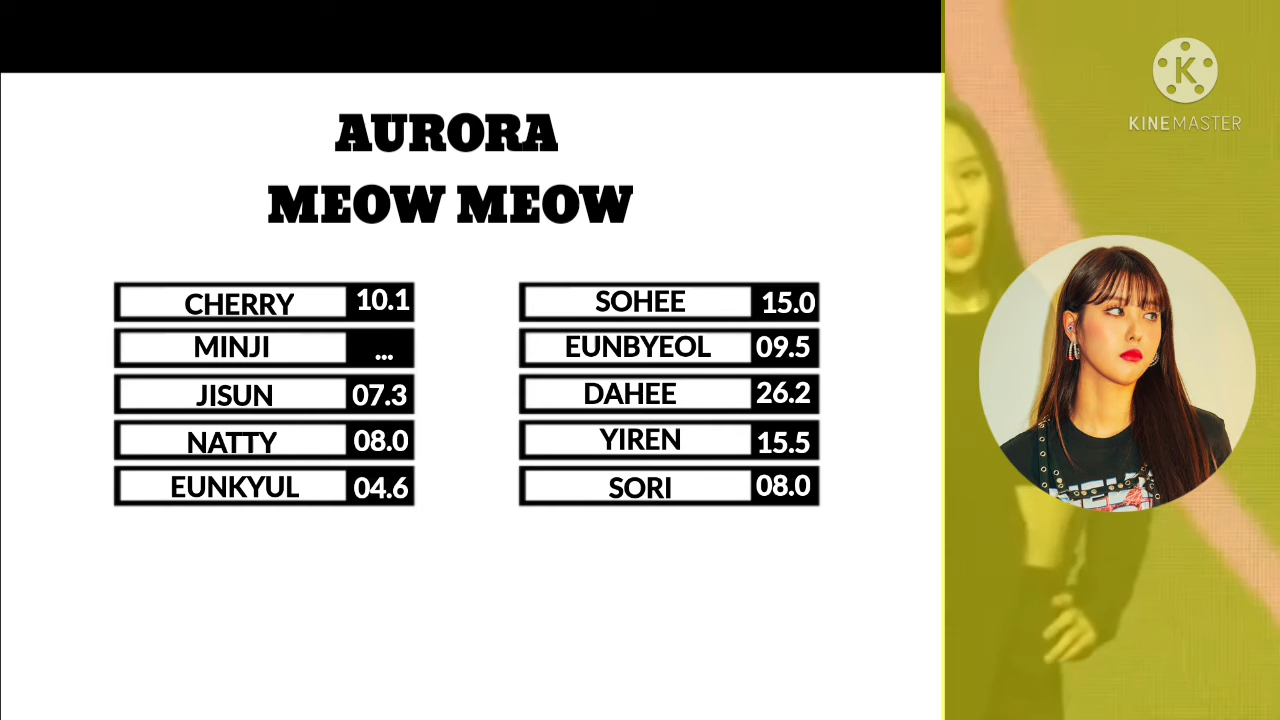 AURORA
MEOW MEOW
CHERRY 10.1
MINJI ...
JISUN 07.3
NATTY 08.0
EUNKYUL 04.6
SOHEE 15.0
EUNBYEOL 09.5
DAHEE 26.2
YIREN 15.5
SORI 08.0
K
KINEMASTER